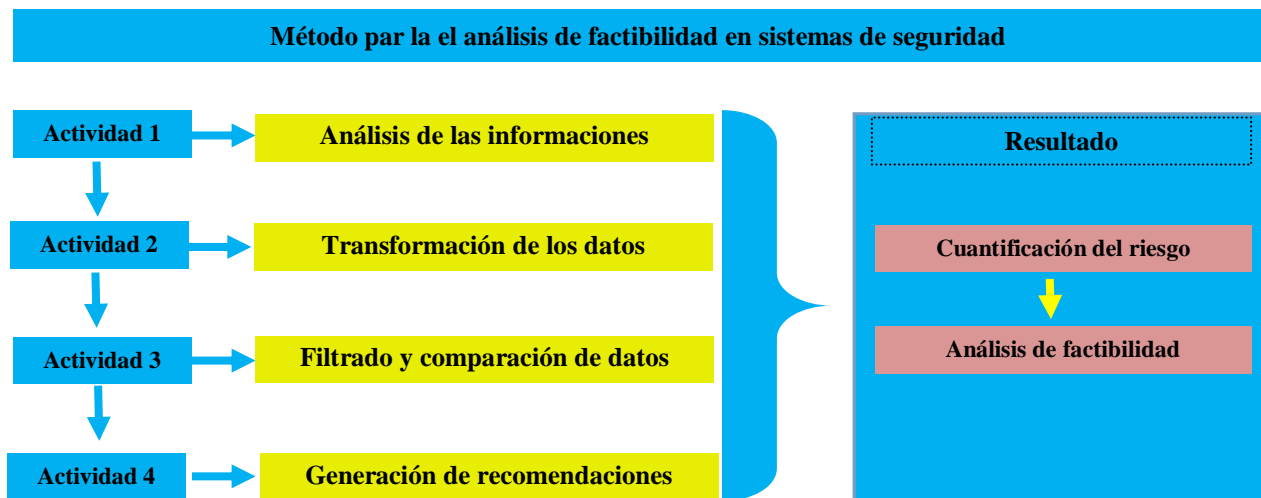 Método par la el análisis de factibilidad en sistemas de seguridad
Actividad 1
Análisis de las informaciones
Resultado
Actividad 2
Transformación de los datos
Cuantificación del riesgo
Actividad 3
Filtrado y comparación de datos
Análisis de factibilidad
Actividad 4
Generación de recomendaciones